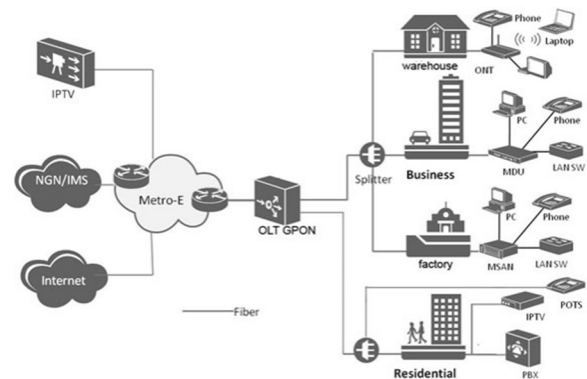 IPTV
NGN/IMS
Metro-E
Internet
OLT GPON
Fiber
Splitter
Phone
Laptop
warehouse
ONT
PC
Phone
Business
MDU
LAN SW
PC
Phone
factory
MSAN
LAN SW
POTS
IPTV
Residential
PBX